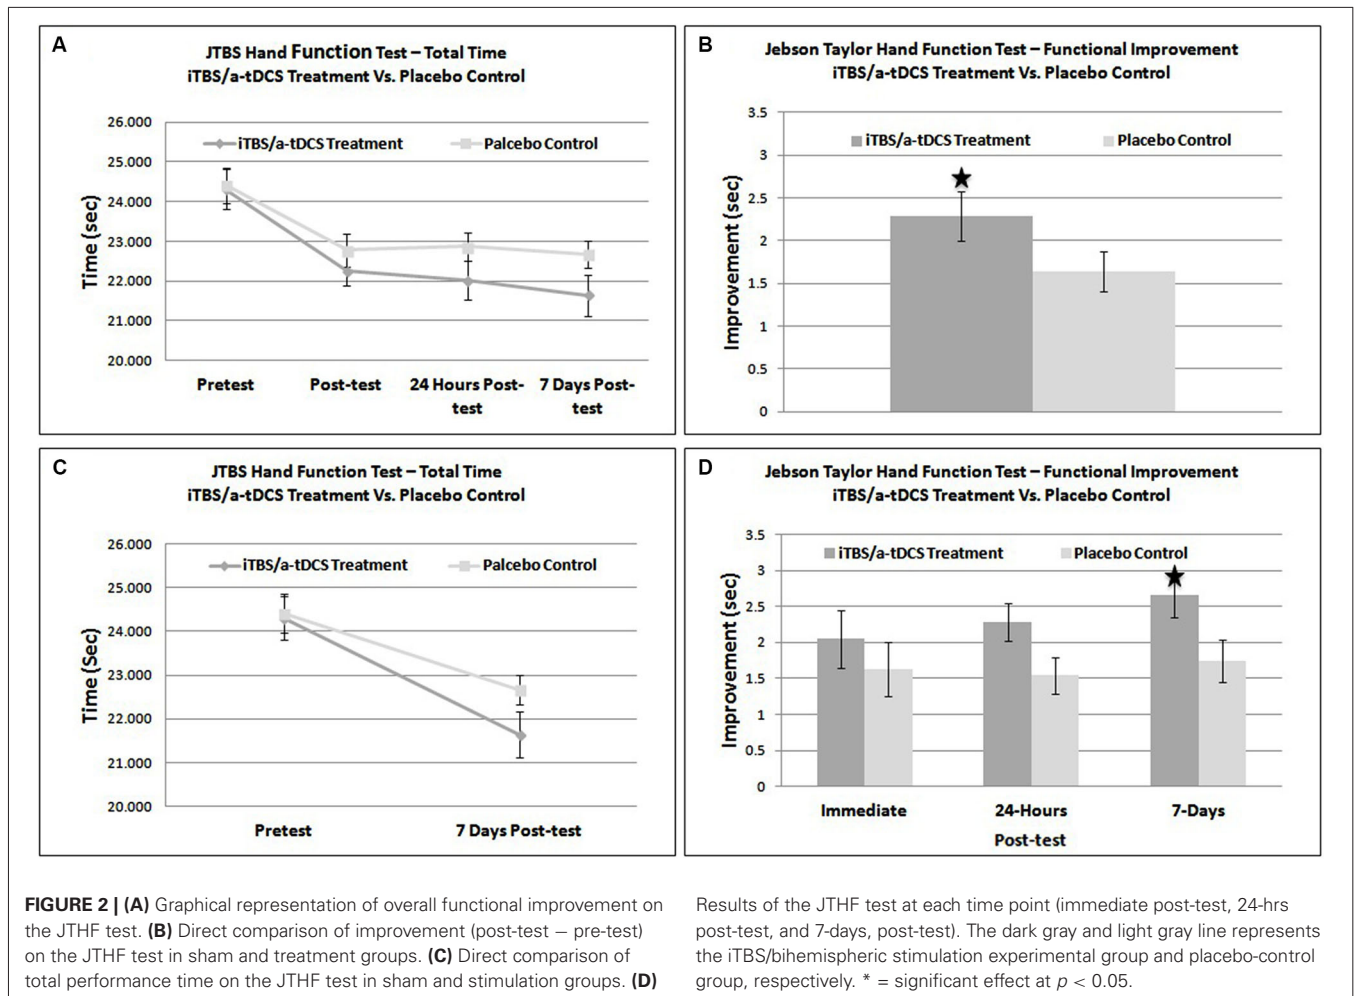 A
JTBS Hand Function Test – Total Time
iTBS/a-tDCS Treatment Vs. Placebo Control
Time (sec)
26.000
25.000
24.000
23.000
22.000
21.000
20.000
iTBS/a-tDCS Treatment
Palcebo Control
Pretest
Post-test
24 Hours Post-
test
7 Days Post-
test
B
Jebson Taylor Hand Function Test – Functional Improvement
iTBS/a-tDCS Treatment Vs. Placebo Control
Improvement (sec)
3.5
3
2.5
2
1.5
1
0.5
0
iTBS/a-tDCS Treatment
Placebo Control
C
JTBS Hand Function Test – Total Time
iTBS/a-tDCS Treatment Vs. Placebo Control
Time (Sec)
26.000
25.000
24.000
23.000
22.000
21.000
20.000
iTBS/a-tDCS Treatment
Palcebo Control
Pretest
7 Days Post-test
D
Jebson Taylor Hand Function Test – Functional Improvement
iTBS/a-tDCS Treatment Vs. Placebo Control
Improvement (sec)
3.5
3
2.5
2
1.5
1
0.5
0
iTBS/a-tDCS Treatment
Placebo Control
Immediate
24-Hours
7-Days
Post-test
FIGURE 2 | (A) Graphical representation of overall functional improvement on
the JTHF test. (B) Direct comparison of improvement (post-test − pre-test)
on the JTHF test in sham and treatment groups. (C) Direct comparison of
total performance time on the JTHF test in sham and stimulation groups. (D)
Results of the JTHF test at each time point (immediate post-test, 24-hrs
post-test, and 7-days, post-test). The dark gray and light gray line represents
the iTBS/bihemispheric stimulation experimental group and placebo-control
group, respectively. * = significant effect at p < 0.05.